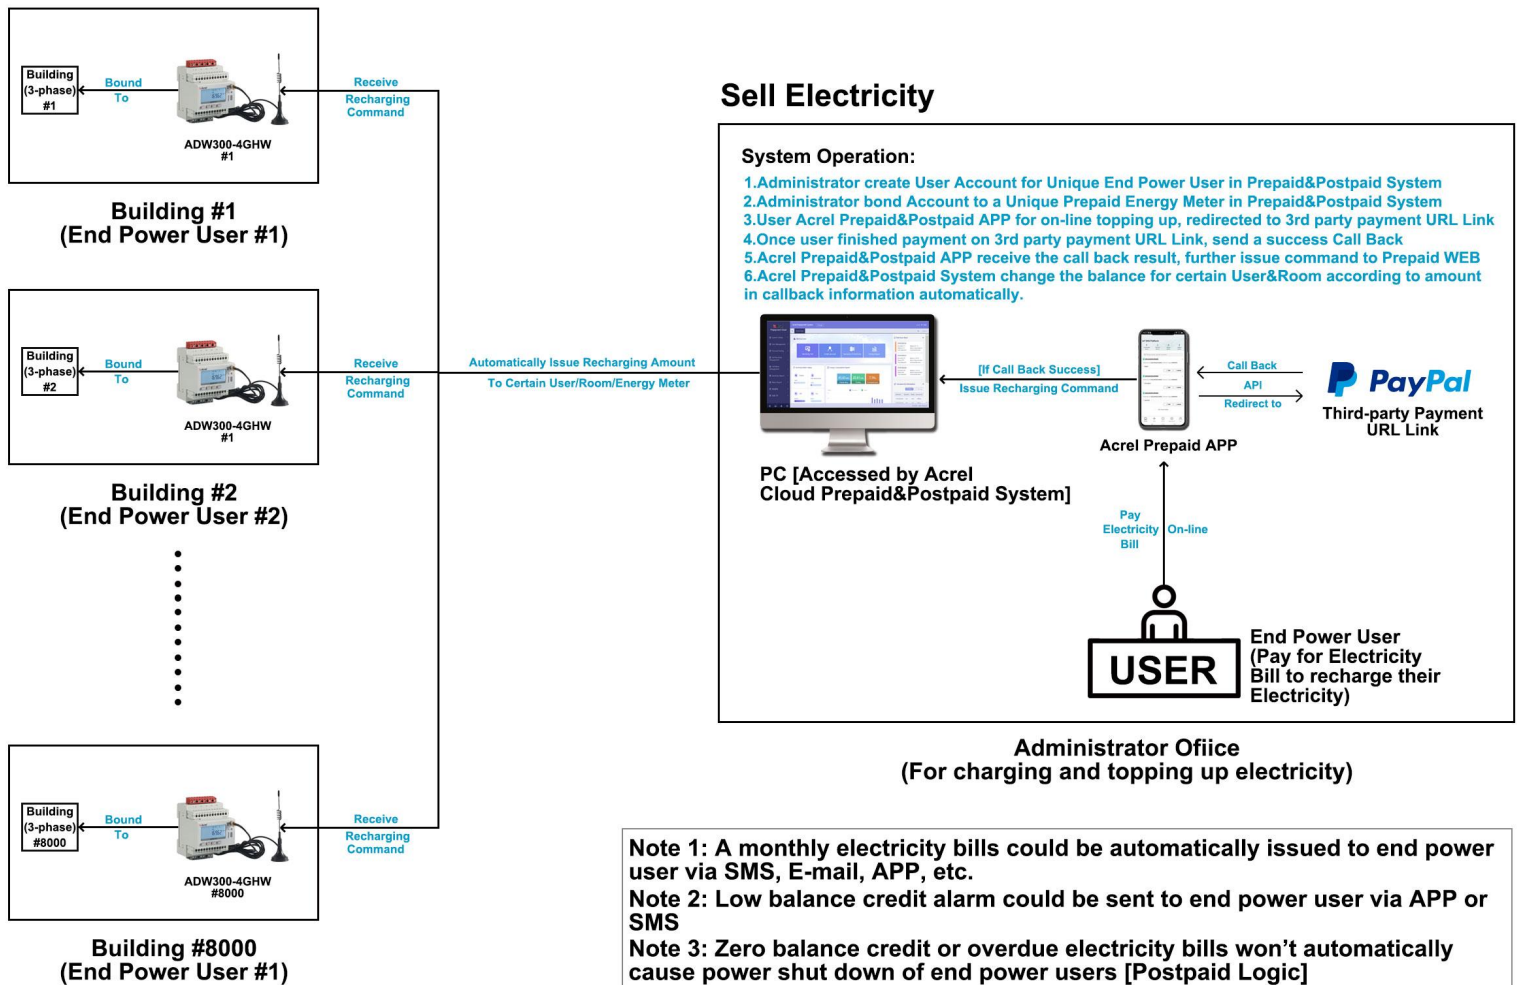 Building
(3-phase)
#1
Bound
To
ADW300-4GHW
#1
Receive
Recharging
Command
Building #1
(End Power User #1)
Building
(3-phase)
#2
Bound
To
ADW300-4GHW
#1
Receive
Recharging
Command
Building #2
(End Power User #2)
Building
(3-phase)
#8000
Bound
To
ADW300-4GHW
#8000
Receive
Recharging
Command
Building #8000
(End Power User #1)
Automatically Issue Recharging Amount
To Certain User/Room/Energy Meter
Sell Electricity
System Operation:
1.Administrator create User Account for Unique End Power User in Prepaid&Postpaid System
2.Administrator bond Account to a Unique Prepaid Energy Meter in Prepaid&Postpaid System
3.User Acrel Prepaid&Postpaid APP for on-line topping up, redirected to 3rd party payment URL Link
4.Once user finished payment on 3rd party payment URL Link, send a success Call Back
5.Acrel Prepaid&Postpaid APP receive the call back result, further issue command to Prepaid WEB
6.Acrel Prepaid&Postpaid System change the balance for certain User&Room according to amount
in callback information automatically.
[If Call Back Success]
Issue Recharging Command
Call Back
API
Redirect to
PayPal
Third-party Payment
URL Link
Acrel Prepaid APP
PC [Accessed by Acrel
Cloud Prepaid&Postpaid System]
Pay
Electricity
Bill
On-line
USER
End Power User
(Pay for Electricity
Bill to recharge their
Electricity)
Administrator Ofiice
(For charging and topping up electricity)
Note 1: A monthly electricity bills could be automatically issued to end power
user via SMS, E-mail, APP, etc.
Note 2: Low balance credit alarm could be sent to end power user via APP or
SMS
Note 3: Zero balance credit or overdue electricity bills won't automatically
cause power shut down of end power users [Postpaid Logic]